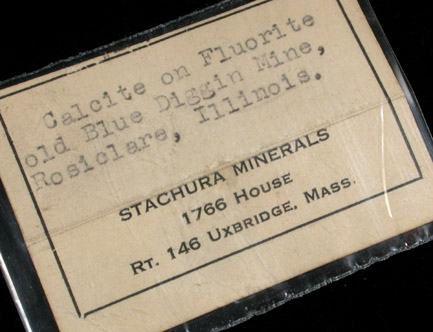 Calcite on Fluorite
old Blue Diggin Mine,
Rosiclare, Illinois.
STACHURA MINERALS
1766 HOUSE
RT. 146 UXBRIDGE, MASS.